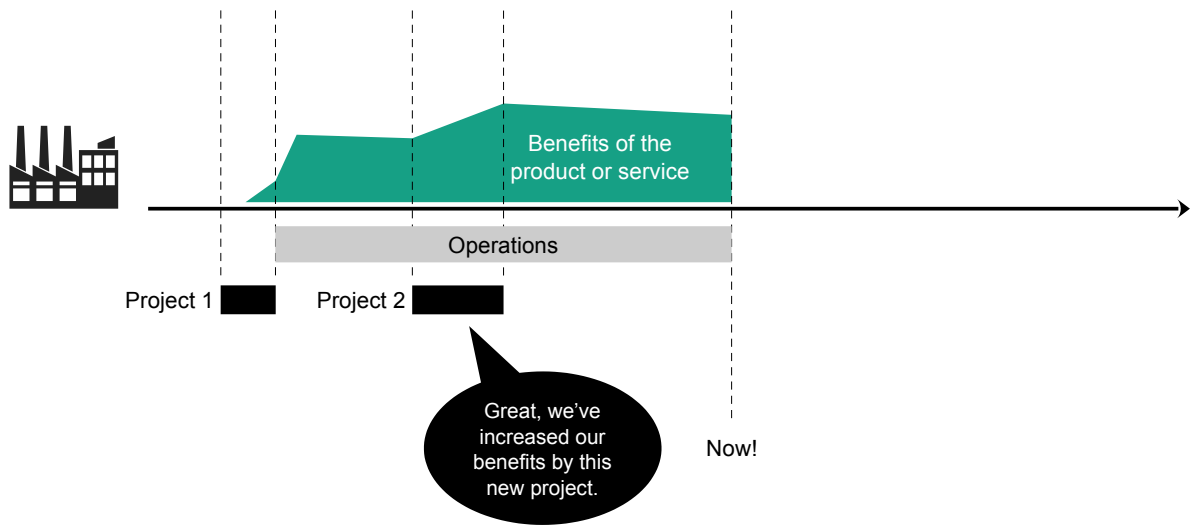 Benefits of the
product or service
Operations
Project 1
Project 2
Great, we’ve
increased our
benefits by this
new project.
Now!